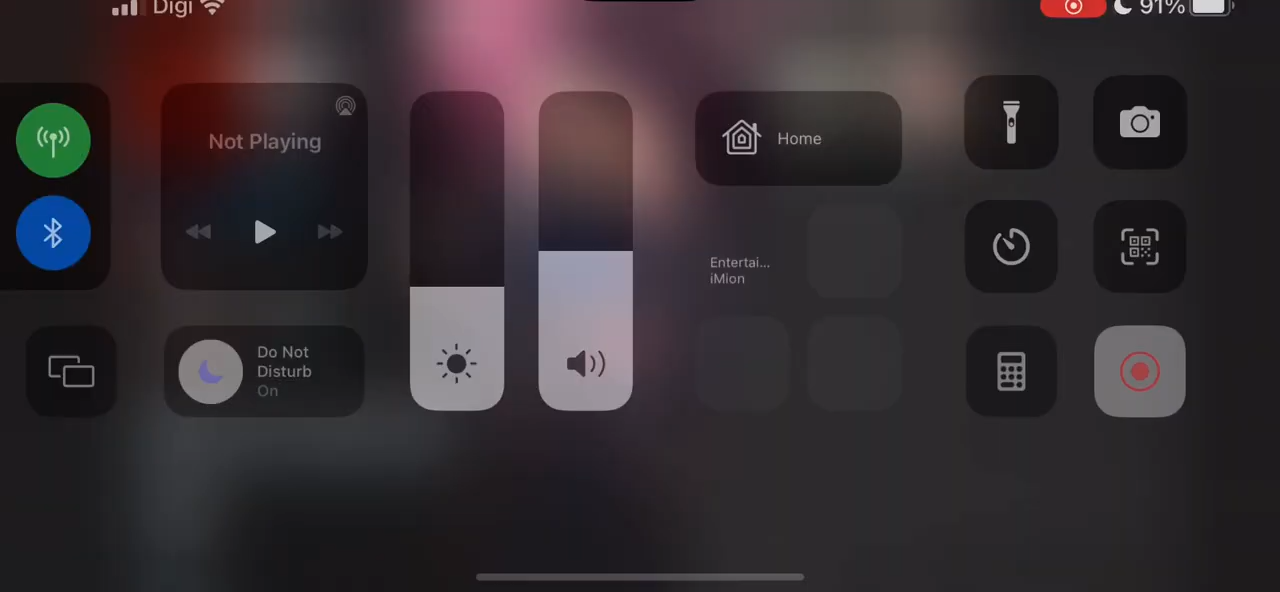 Digi
91%
Not Playing
Home
Entertai...
iMion
Do Not
Disturb
On